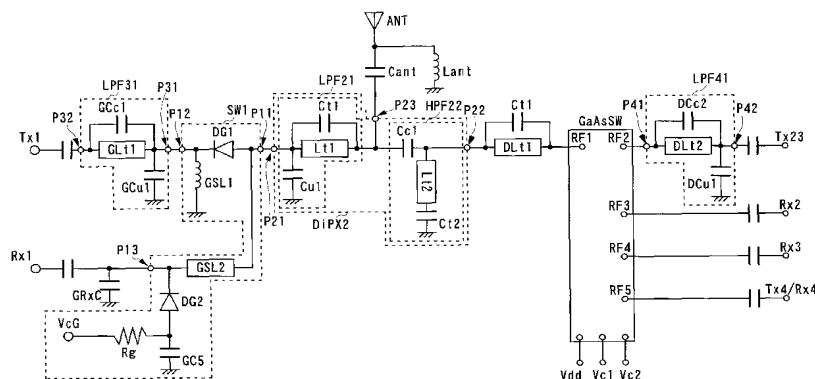 ANT
Cant
Lant
LPF31
GCc1
P31
P32
P12
SW1
DG1
P11
LPF21
Ct1
P23
HPF22
P22
Ct1
GaAsSW
LPF41
DCc2
P41
P42
Tx1
GLt1
GCu1
GSL1
Lt1
Cu1
P21
Cc1
Lt2
Ct2
DiPX2
DLt1
RF1
RF2
DLt2
DCu1
Tx23
RF3
Rx2
RF4
Rx3
RF5
Tx4/Rx4
Rx1
P13
GRxC
GSL2
DG2
VcG
Rg
GC5
Vdd
Vc1
Vc2